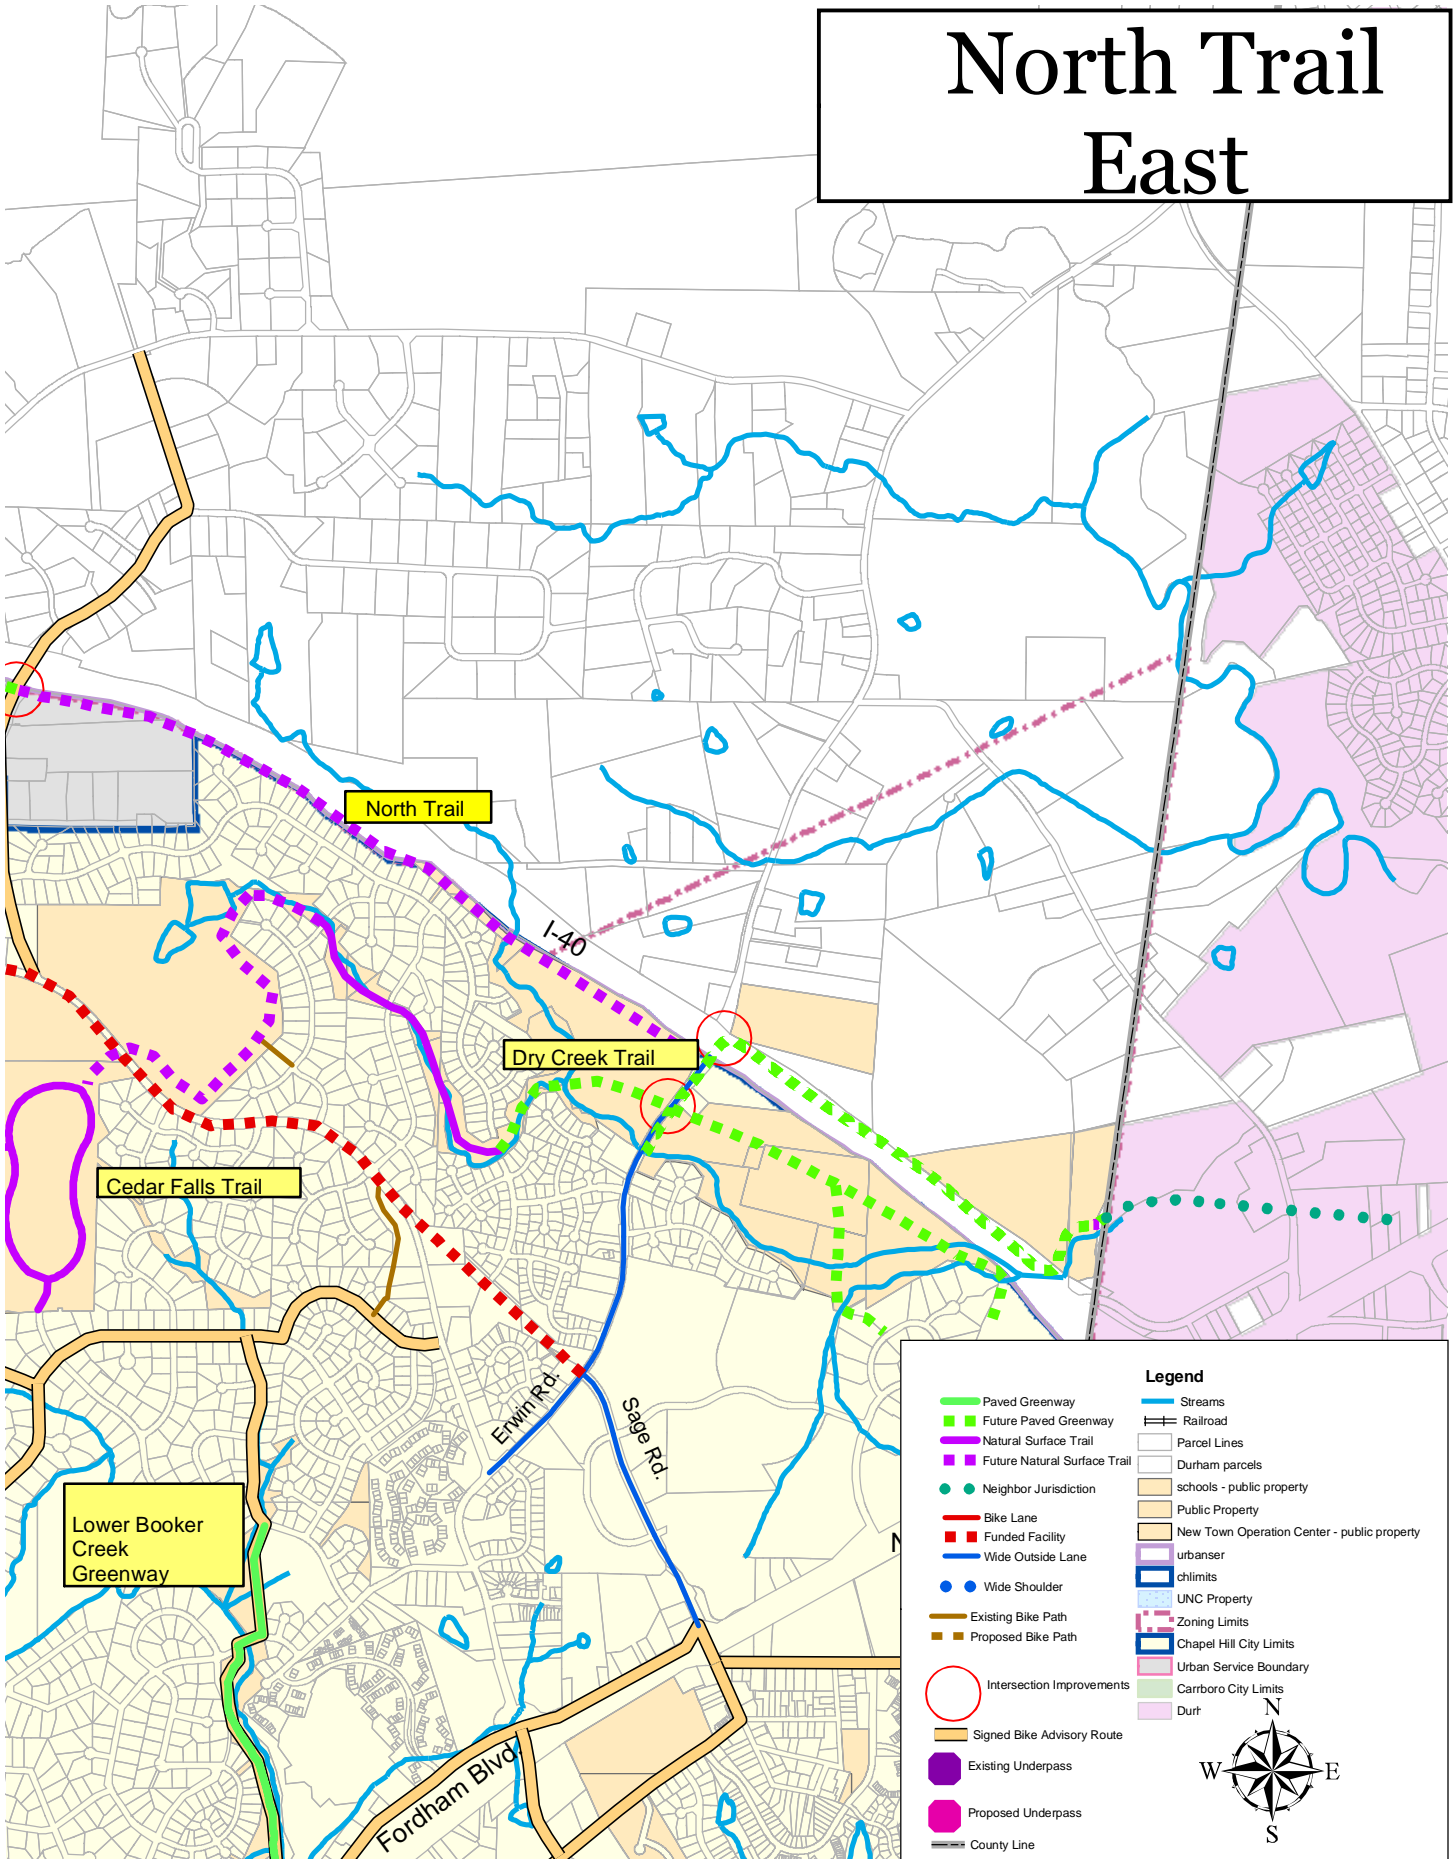 North Trail
East
North Trail
I-40
Dry Creek Trail
Cedar Falls Trail
Erwin Rd.
Sage Rd.
Lower Booker
Creek
Greenway
Fordham Blvd.
Legend
Paved Greenway
Future Paved Greenway
Natural Surface Trail
Future Natural Surface Trail
Neighbor Jurisdiction
Bike Lane
Funded Facility
Wide Outside Lane
Wide Shoulder
Existing Bike Path
Proposed Bike Path
Intersection Improvements
Signed Bike Advisory Route
Existing Underpass
Proposed Underpass
County Line
Streams
Railroad
Parcel Lines
Durham parcels
schools - public property
Public Property
New Town Operation Center - public property
urbanser
chlimits
UNC Property
Zoning Limits
Chapel Hill City Limits
Urban Service Boundary
Carrboro City Limits
N
W E
S